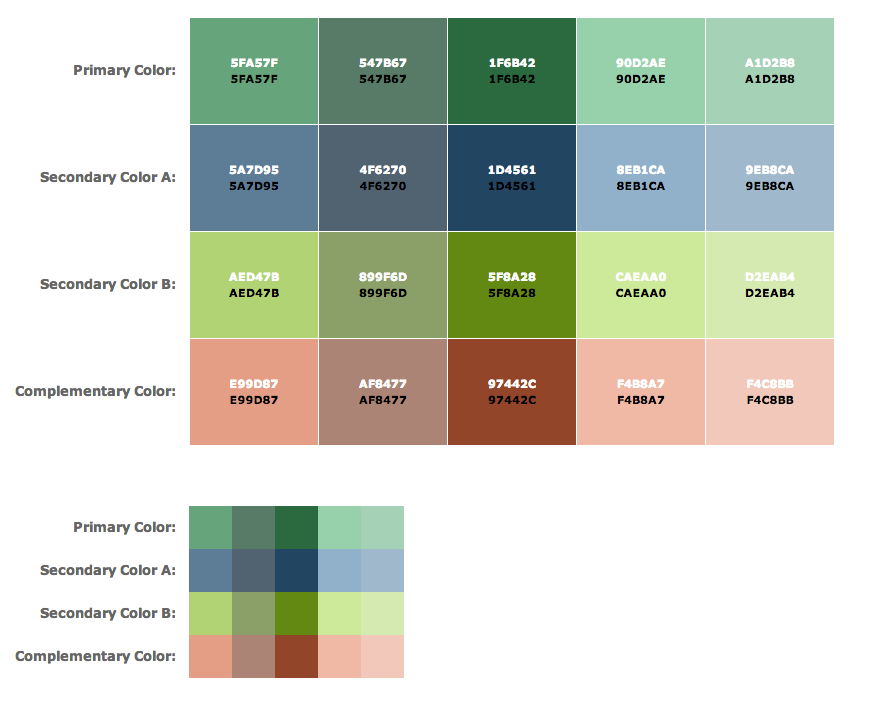 Primary Color:
5FA57F 547B67 1F6B42 90D2AE A1D2B8
5FA57F 547B67 1F6B42 90D2AE A1D2B8
Secondary Color A:
5A7D95 4F6270 1D4561 8EB1CA 9EB8CA
5A7D95 4F6270 1D4561 8EB1CA 9EB8CA
Secondary Color B:
AED47B 899F6D 5F8A28 CAEAA0 D2EAB4
AED47B 899F6D 5F8A28 CAEAA0 D2EAB4
Complementary Color:
E99D87 AF8477 97442C F4B8A7 F4C8BB
E99D87 AF8477 97442C F4B8A7 F4C8BB
Primary Color:
Secondary Color A:
Secondary Color B:
Complementary Color: